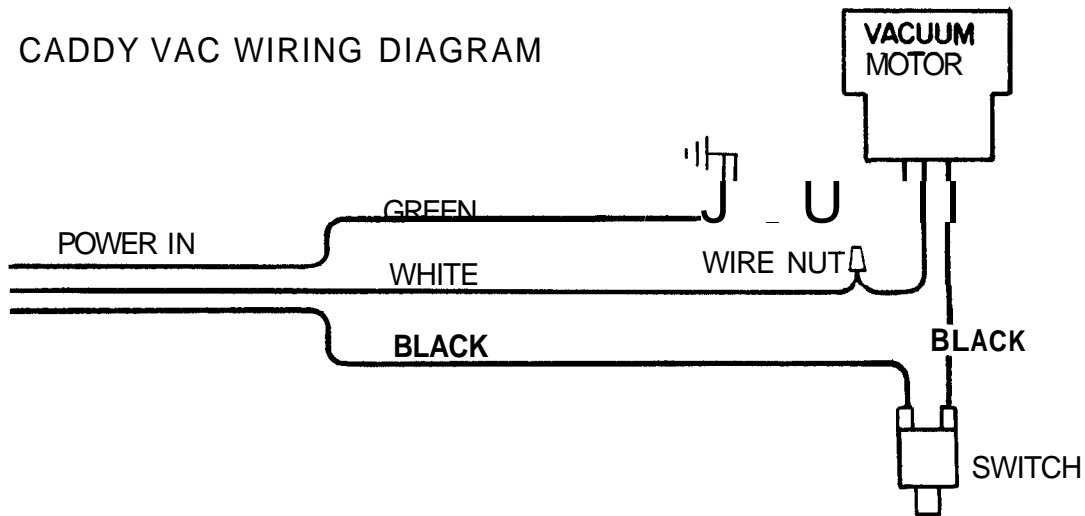 CADDY VAC WIRING DIAGRAM
VACUUM
MOTOR
GREEN
POWER IN
WHITE
WIRE NUT
BLACK
BLACK
SWITCH